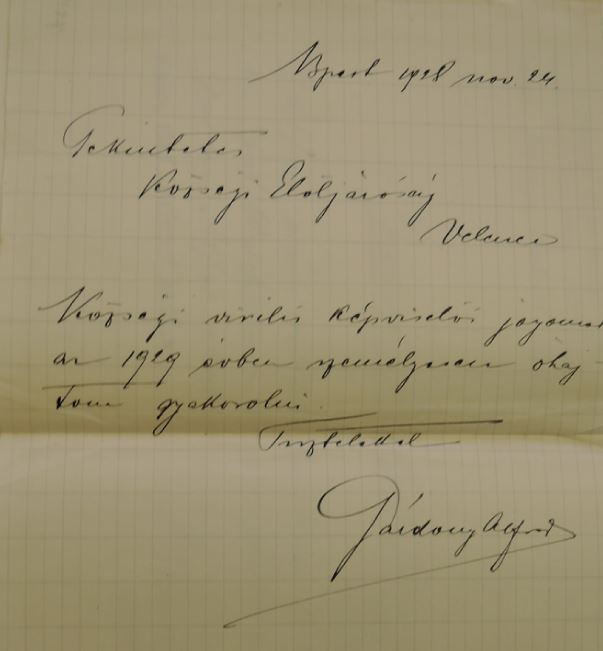 Bpest 1928 nov. 24.
Tekintetes
Községi Elöljáróság
Velence
Községi virilis képviselői jogomat
az 1929 évben személyesen óhaj
tom gyakorolni.
Tisztelettel
Párdony Alfréd